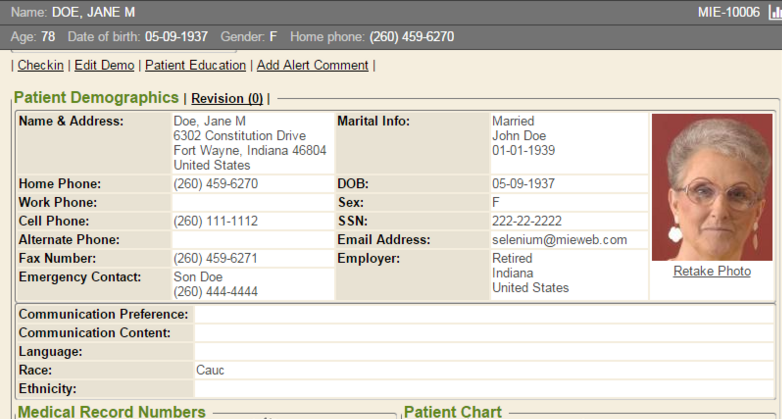 Name: DOE, JANE M MIE-10006
Age: 78 Date of birth: 05-09-1937 Gender: F Home phone: (260) 459-6270
| Checkin | Edit Demo | Patient Education | Add Alert Comment |
Patient Demographics | Revision (0) |
Name & Address: Doe, Jane M Marital Info: Married
6302 Constitution Drive John Doe
Fort Wayne, Indiana 46804 01-01-1939
United States
Home Phone: (260) 459-6270 DOB: 05-09-1937
Work Phone: Sex: F
Cell Phone: (260) 111-1112 SSN: 222-22-2222
Alternate Phone: Email Address: selenium@mieweb.com
Fax Number: (260) 459-6271 Employer: Retired
Emergency Contact: Son Doe Indiana
(260) 444-4444 United States
Retake Photo
Communication Preference:
Communication Content:
Language:
Race: Cauc
Ethnicity:
Medical Record Numbers Patient Chart